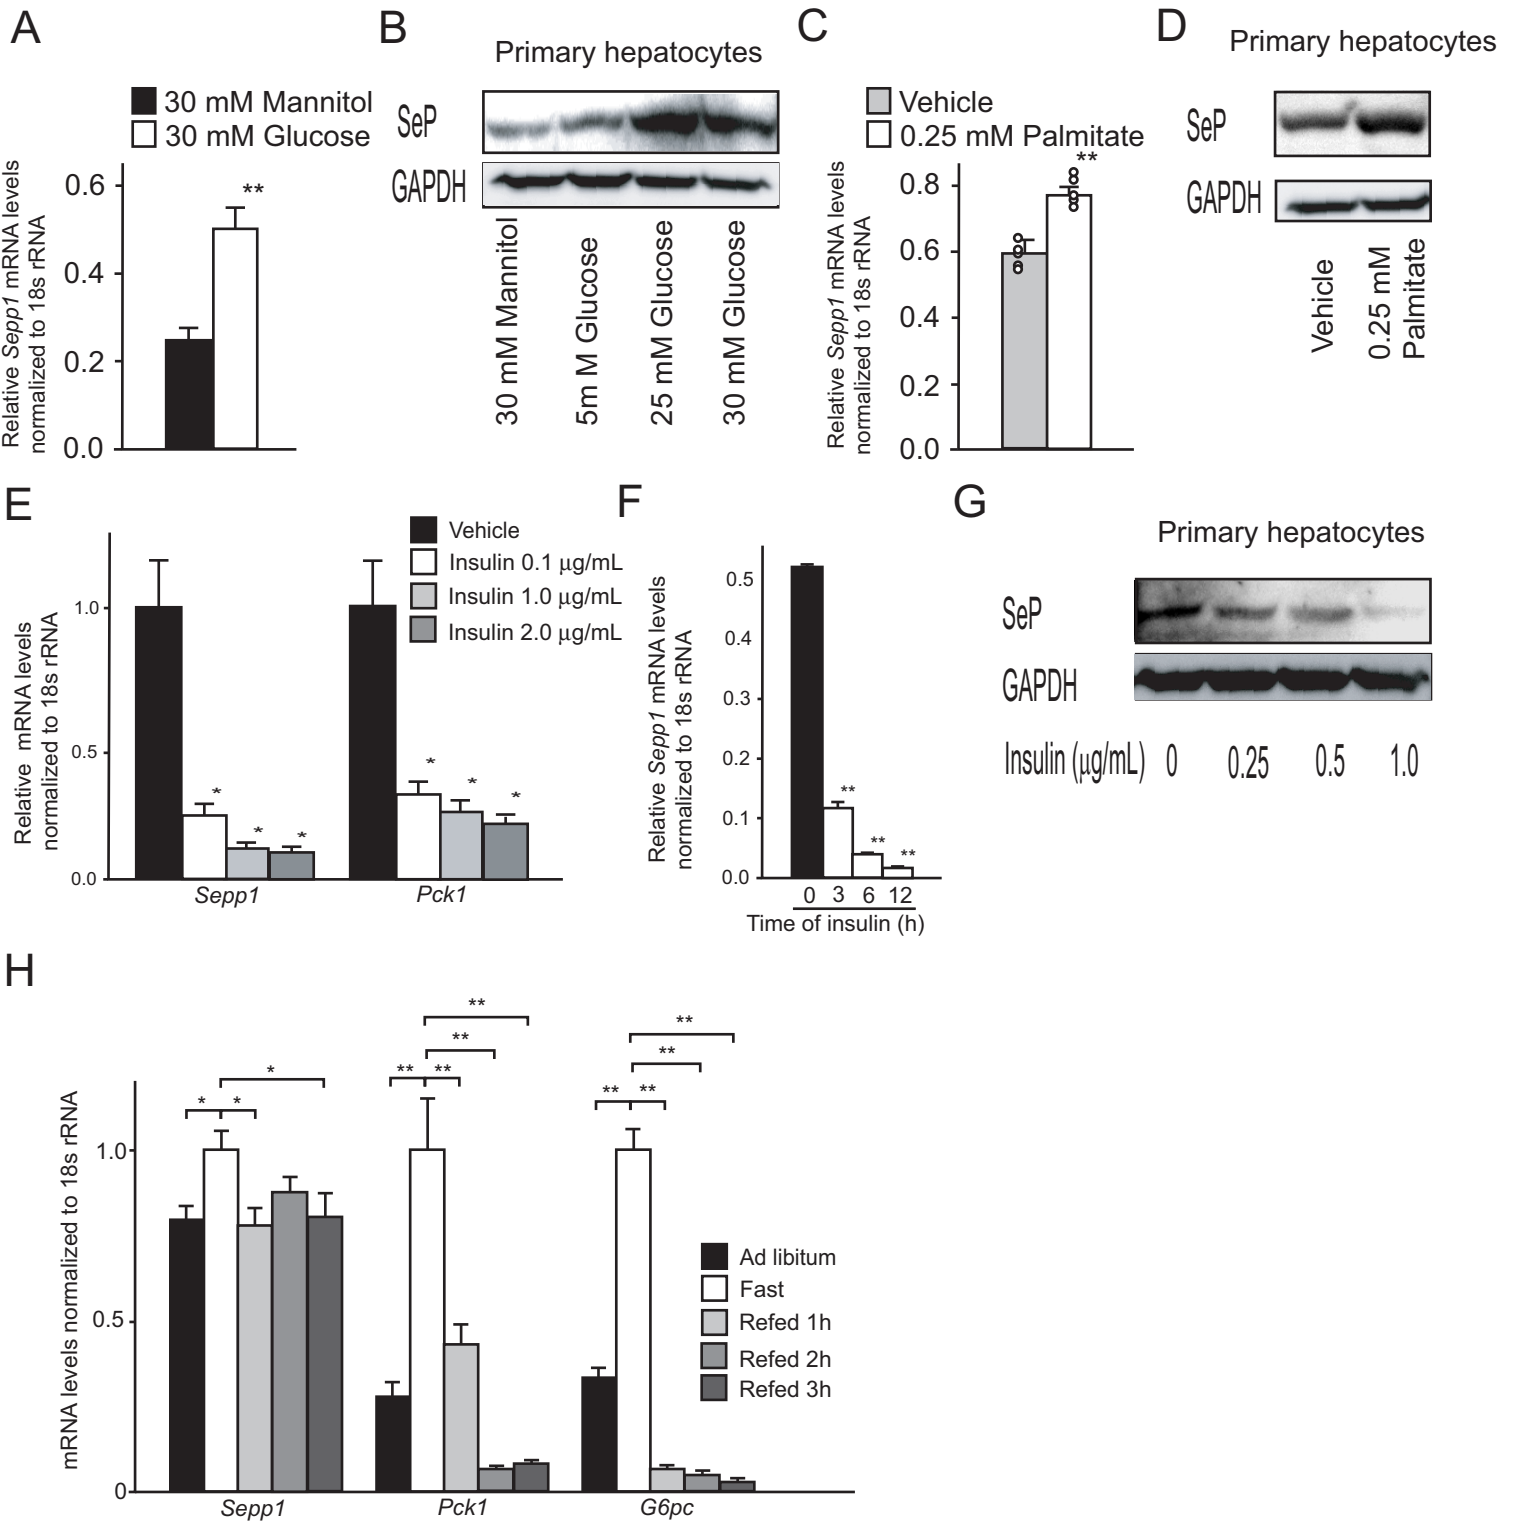 A
30 mM Mannitol
30 mM Glucose
Relative Sepp1 mRNA levels
normalized to 18s rRNA
0.6
0.4
0.2
0.0
**
B
Primary hepatocytes
SeP
GAPDH
30 mM Mannitol
5m M Glucose
25 mM Glucose
30 mM Glucose
C
Vehicle
0.25 mM Palmitate
Relative Sepp1 mRNA levels
normalized to 18s rRNA
0.8
0.6
0.4
0.2
0.0
**
D
Primary hepatocytes
SeP
GAPDH
Vehicle
0.25 mM
Palmitate
E
Vehicle
Insulin 0.1 µg/mL
Insulin 1.0 µg/mL
Insulin 2.0 µg/mL
Relative mRNA levels
normalized to 18s rRNA
1.0
0.5
0.0
* * * * * *
Sepp1 Pck1
F
Relative Sepp1 mRNA levels
normalized to 18s rRNA
0.5
0.4
0.3
0.2
0.1
0.0
** ** **
0 3 6 12
Time of insulin (h)
G
Primary hepatocytes
SeP
GAPDH
Insulin (µg/mL) 0 0.25 0.5 1.0
H
mRNA levels normalized to 18s rRNA
1.0
0.5
0
*
* *
**
**
** **
**
**
** **
Ad libitum
Fast
Refed 1h
Refed 2h
Refed 3h
Sepp1 Pck1 G6pc